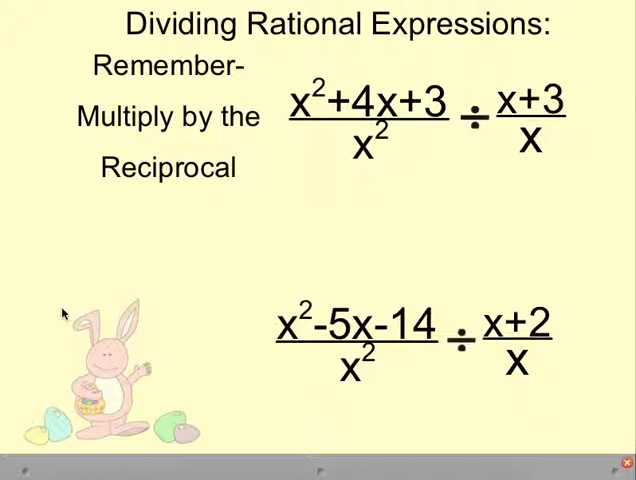 Dividing Rational Expressions:
Remember-
Multiply by the
Reciprocal
x²+4x+3 ÷ x+3
x² x
x²-5x-14 ÷ x+2
x² x